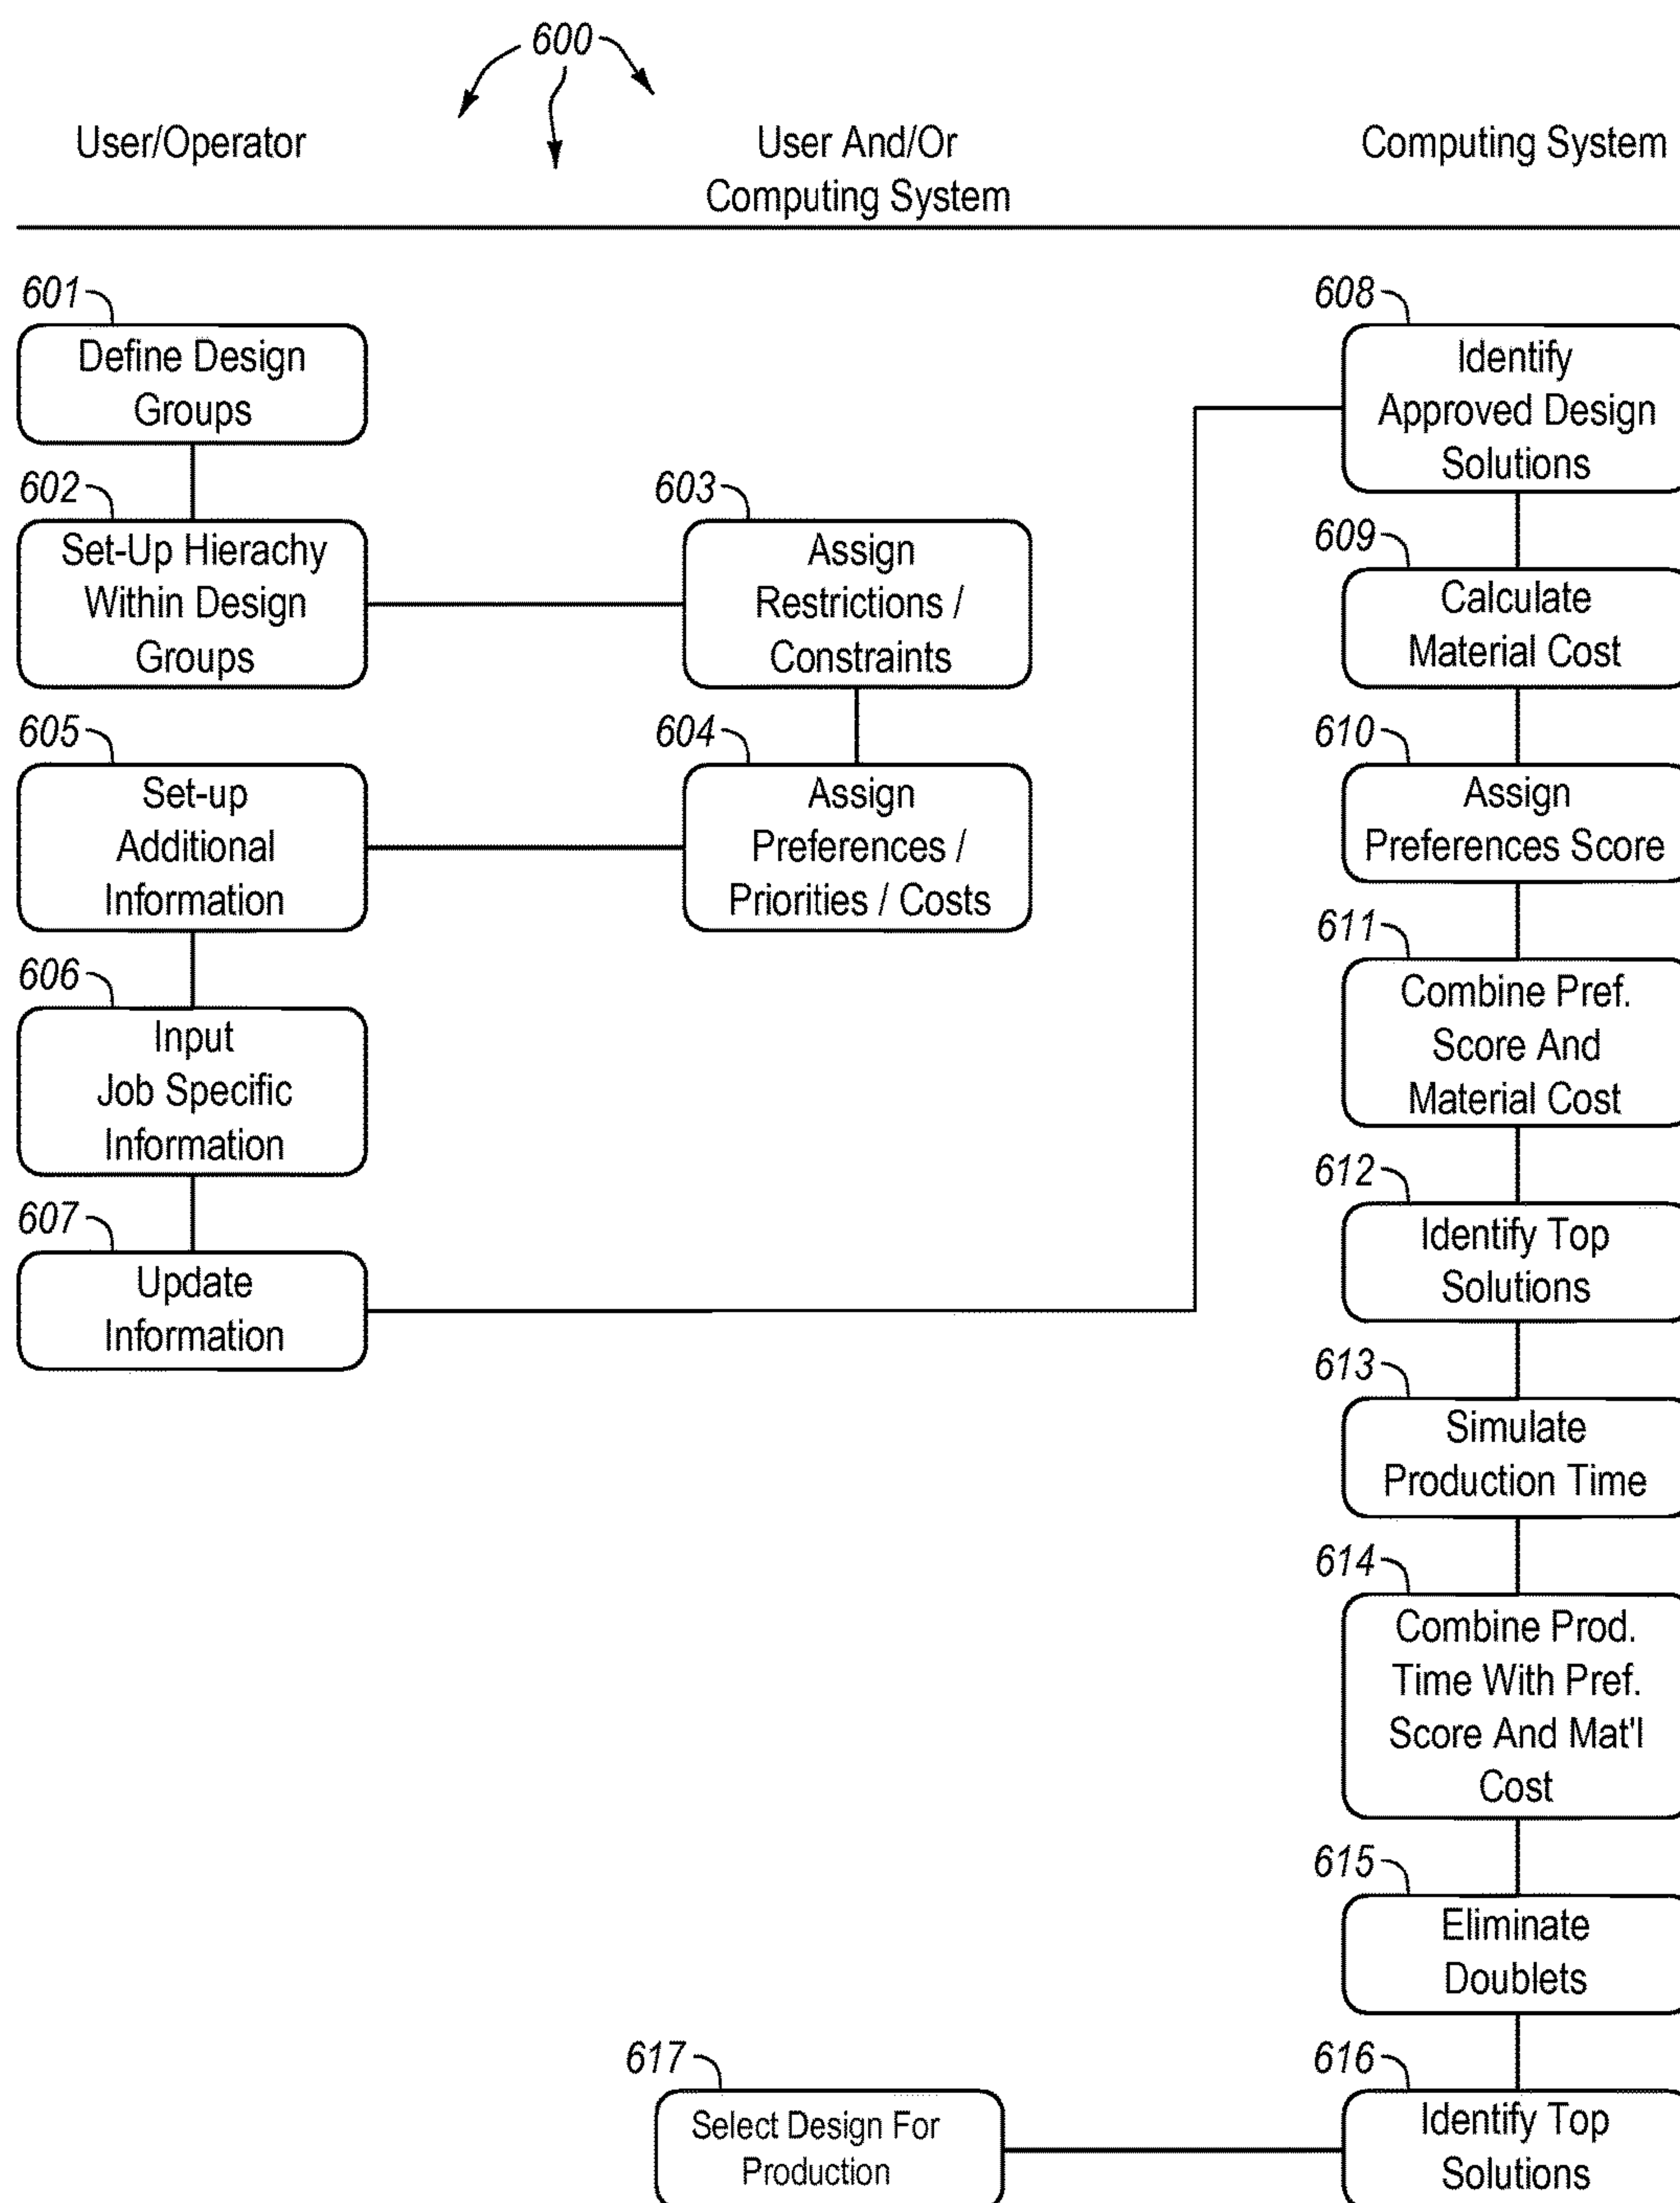 600
User/Operator
User And/Or
Computing System
Computing System
601
Define Design
Groups
602
Set-Up Hierachy
Within Design
Groups
603
Assign
Restrictions /
Constraints
604
Assign
Preferences /
Priorities / Costs
605
Set-up
Additional
Information
606
Input
Job Specific
Information
607
Update
Information
608
Identify
Approved Design
Solutions
609
Calculate
Material Cost
610
Assign
Preferences Score
611
Combine Pref.
Score And
Material Cost
612
Identify Top
Solutions
613
Simulate
Production Time
614
Combine Prod.
Time With Pref.
Score And Mat'l
Cost
615
Eliminate
Doublets
616
Identify Top
Solutions
617
Select Design For
Production